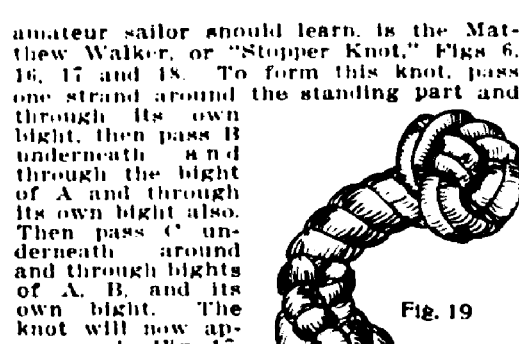 amateur sailor should learn, is the Mat-
thew Walker, or "Stopper Knot," Figs 6,
16, 17 and 18. To form this knot, pass
one strand around the standing part and
through its own
bight, then pass B
underneath and
through the bight
of A and through
its own bight also.
Then pass C un-
derneath around
and through bights
of A, B, and its
own bight. The
knot will now ap-
Fig. 19